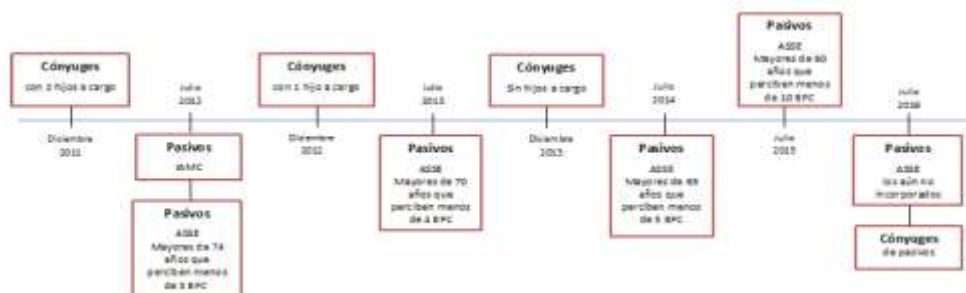 Cónyuges
con 2 hijos a cargo
Diciembre
2011
Julio
2012
Pasivos
IAMC
Pasivos
ASSE
Mayores de 74
años que
perciben menos
de 3 BPC
Cónyuges
con 1 hijo a cargo
Diciembre
2012
Julio
2013
Pasivos
ASSE
Mayores de 70
años que
perciben menos
de 4 BPC
Cónyuges
Sin hijos a cargo
Diciembre
2013
Julio
2014
Pasivos
ASSE
Mayores de 65
años que
perciben menos
de 5 BPC
Pasivos
ASSE
Mayores de 60
años que
perciben menos
de 10 BPC
Julio
2015
Julio
2016
Pasivos
ASSE
los aún no
incorporados
Cónyuges
de pasivos